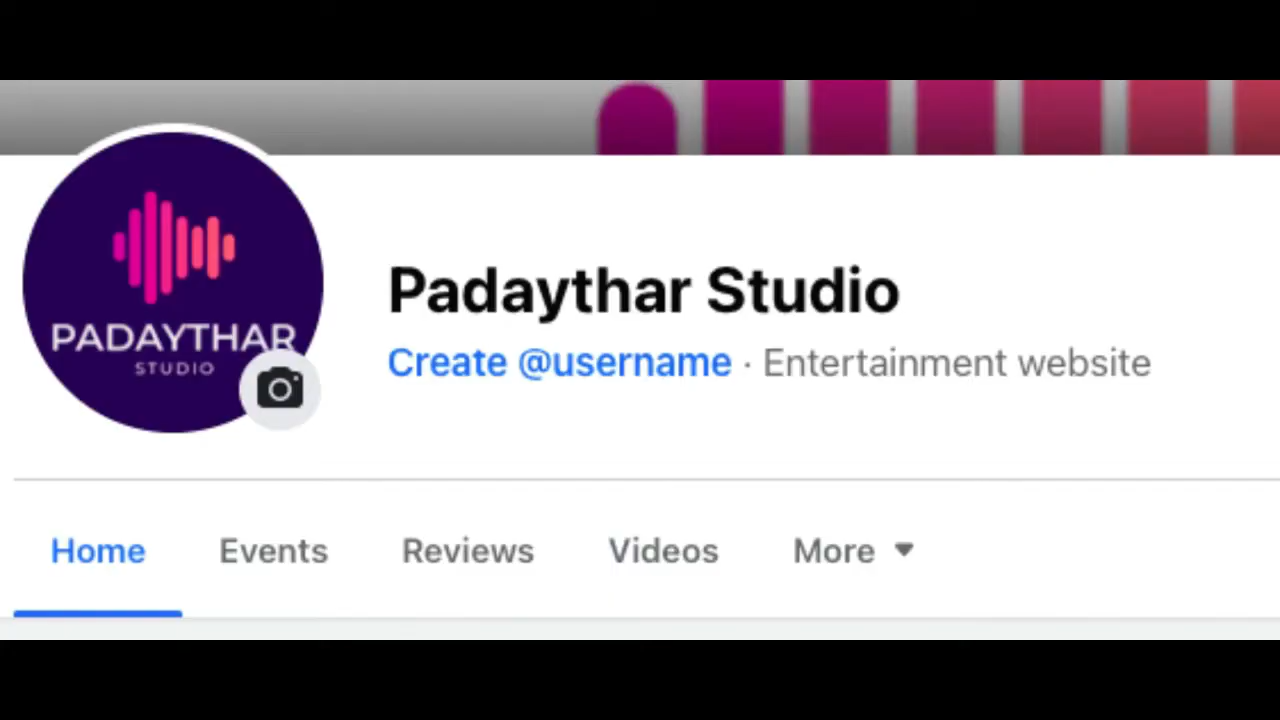 PADAYTHAR
STUDIO
Padaythar Studio
Create @username · Entertainment website
Home Events Reviews Videos More